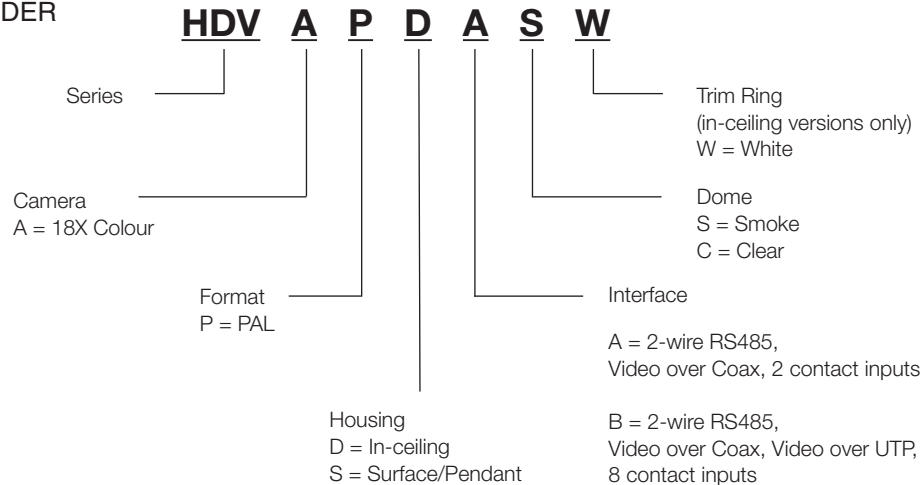 DER
HDV A P D A S W
Series
Camera
A = 18X Colour
Format
P = PAL
Housing
D = In-ceiling
S = Surface/Pendant
Trim Ring
(in-ceiling versions only)
W = White
Dome
S = Smoke
C = Clear
Interface
A = 2-wire RS485,
Video over Coax, 2 contact inputs
B = 2-wire RS485,
Video over Coax, Video over UTP,
8 contact inputs